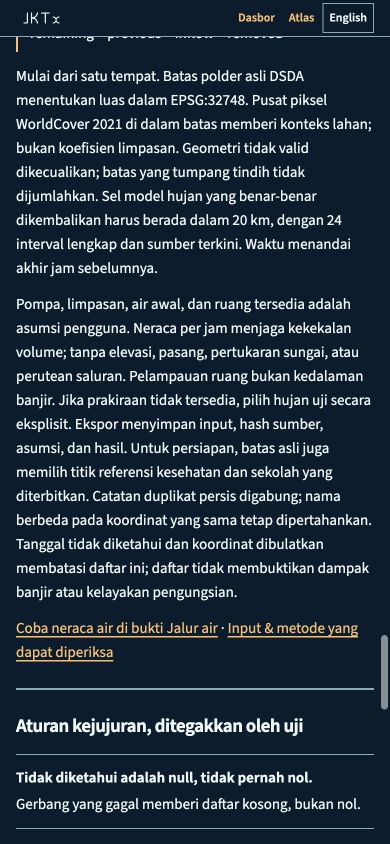 JKTx
Dasbor Atlas English
Mulai dari satu tempat. Batas polder asli DSDA
menentukan luas dalam EPSG:32748. Pusat piksel
WorldCover 2021 di dalam batas memberi konteks lahan;
bukan koefisien limpasan. Geometri tidak valid
dikecualikan; batas yang tumpang tindih tidak
dijumlahkan. Sel model hujan yang benar-benar
dikembalikan harus berada dalam 20 km, dengan 24
interval lengkap dan sumber terkini. Waktu menandai
akhir jam sebelumnya.
Pompa, limpasan, air awal, dan ruang tersedia adalah
asumsi pengguna. Neraca per jam menjaga kekekalan
volume; tanpa elevasi, pasang, pertukaran sungai, atau
perutean saluran. Pelampauan ruang bukan kedalaman
banjir. Jika prakiraan tidak tersedia, pilih hujan uji secara
eksplisit. Ekspor menyimpan input, hash sumber,
asumsi, dan hasil. Untuk persiapan, batas asli juga
memilih titik referensi kesehatan dan sekolah yang
diterbitkan. Catatan duplikat persis digabung; nama
berbeda pada koordinat yang sama tetap dipertahankan.
Tanggal tidak diketahui dan koordinat dibulatkan
membatasi daftar ini; daftar tidak membuktikan dampak
banjir atau kelayakan pengungsian.
Coba neraca air di bukti Jalur air · Input & metode yang
dapat diperiksa
Aturan kejujuran, ditegakkan oleh uji
Tidak diketahui adalah null, tidak pernah nol.
Gerbang yang gagal memberi daftar kosong, bukan nol.